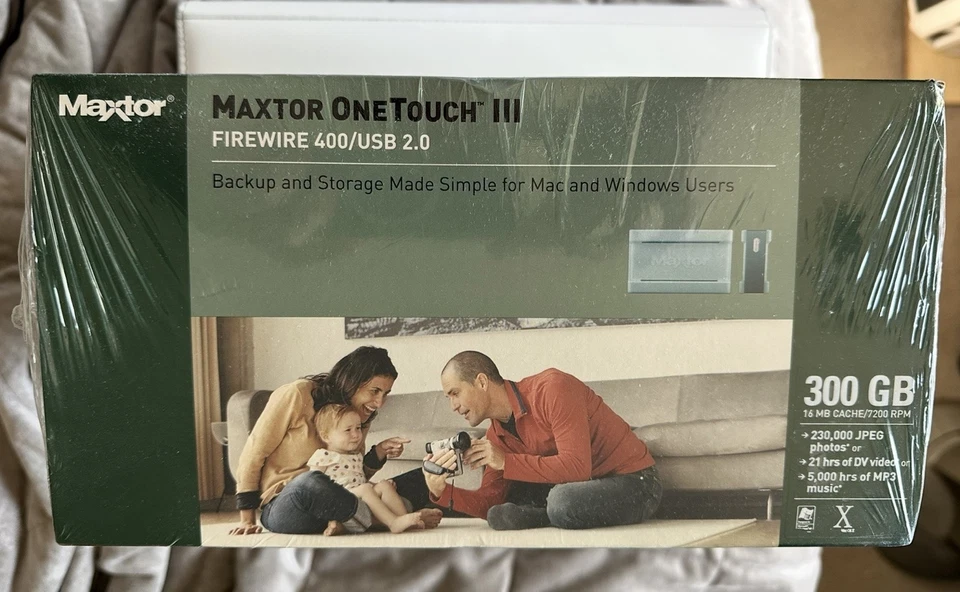 Maxtor®
MAXTOR ONETOUCH™ III
FIREWIRE 400/USB 2.0
Backup and Storage Made Simple for Mac and Windows Users
Maxtor
300 GB
16 MB CACHE/7200 RPM
→ 230,000 JPEG
photos* or
→ 21 hrs of DV video* or
→ 5,000 hrs of MP3
music*
X